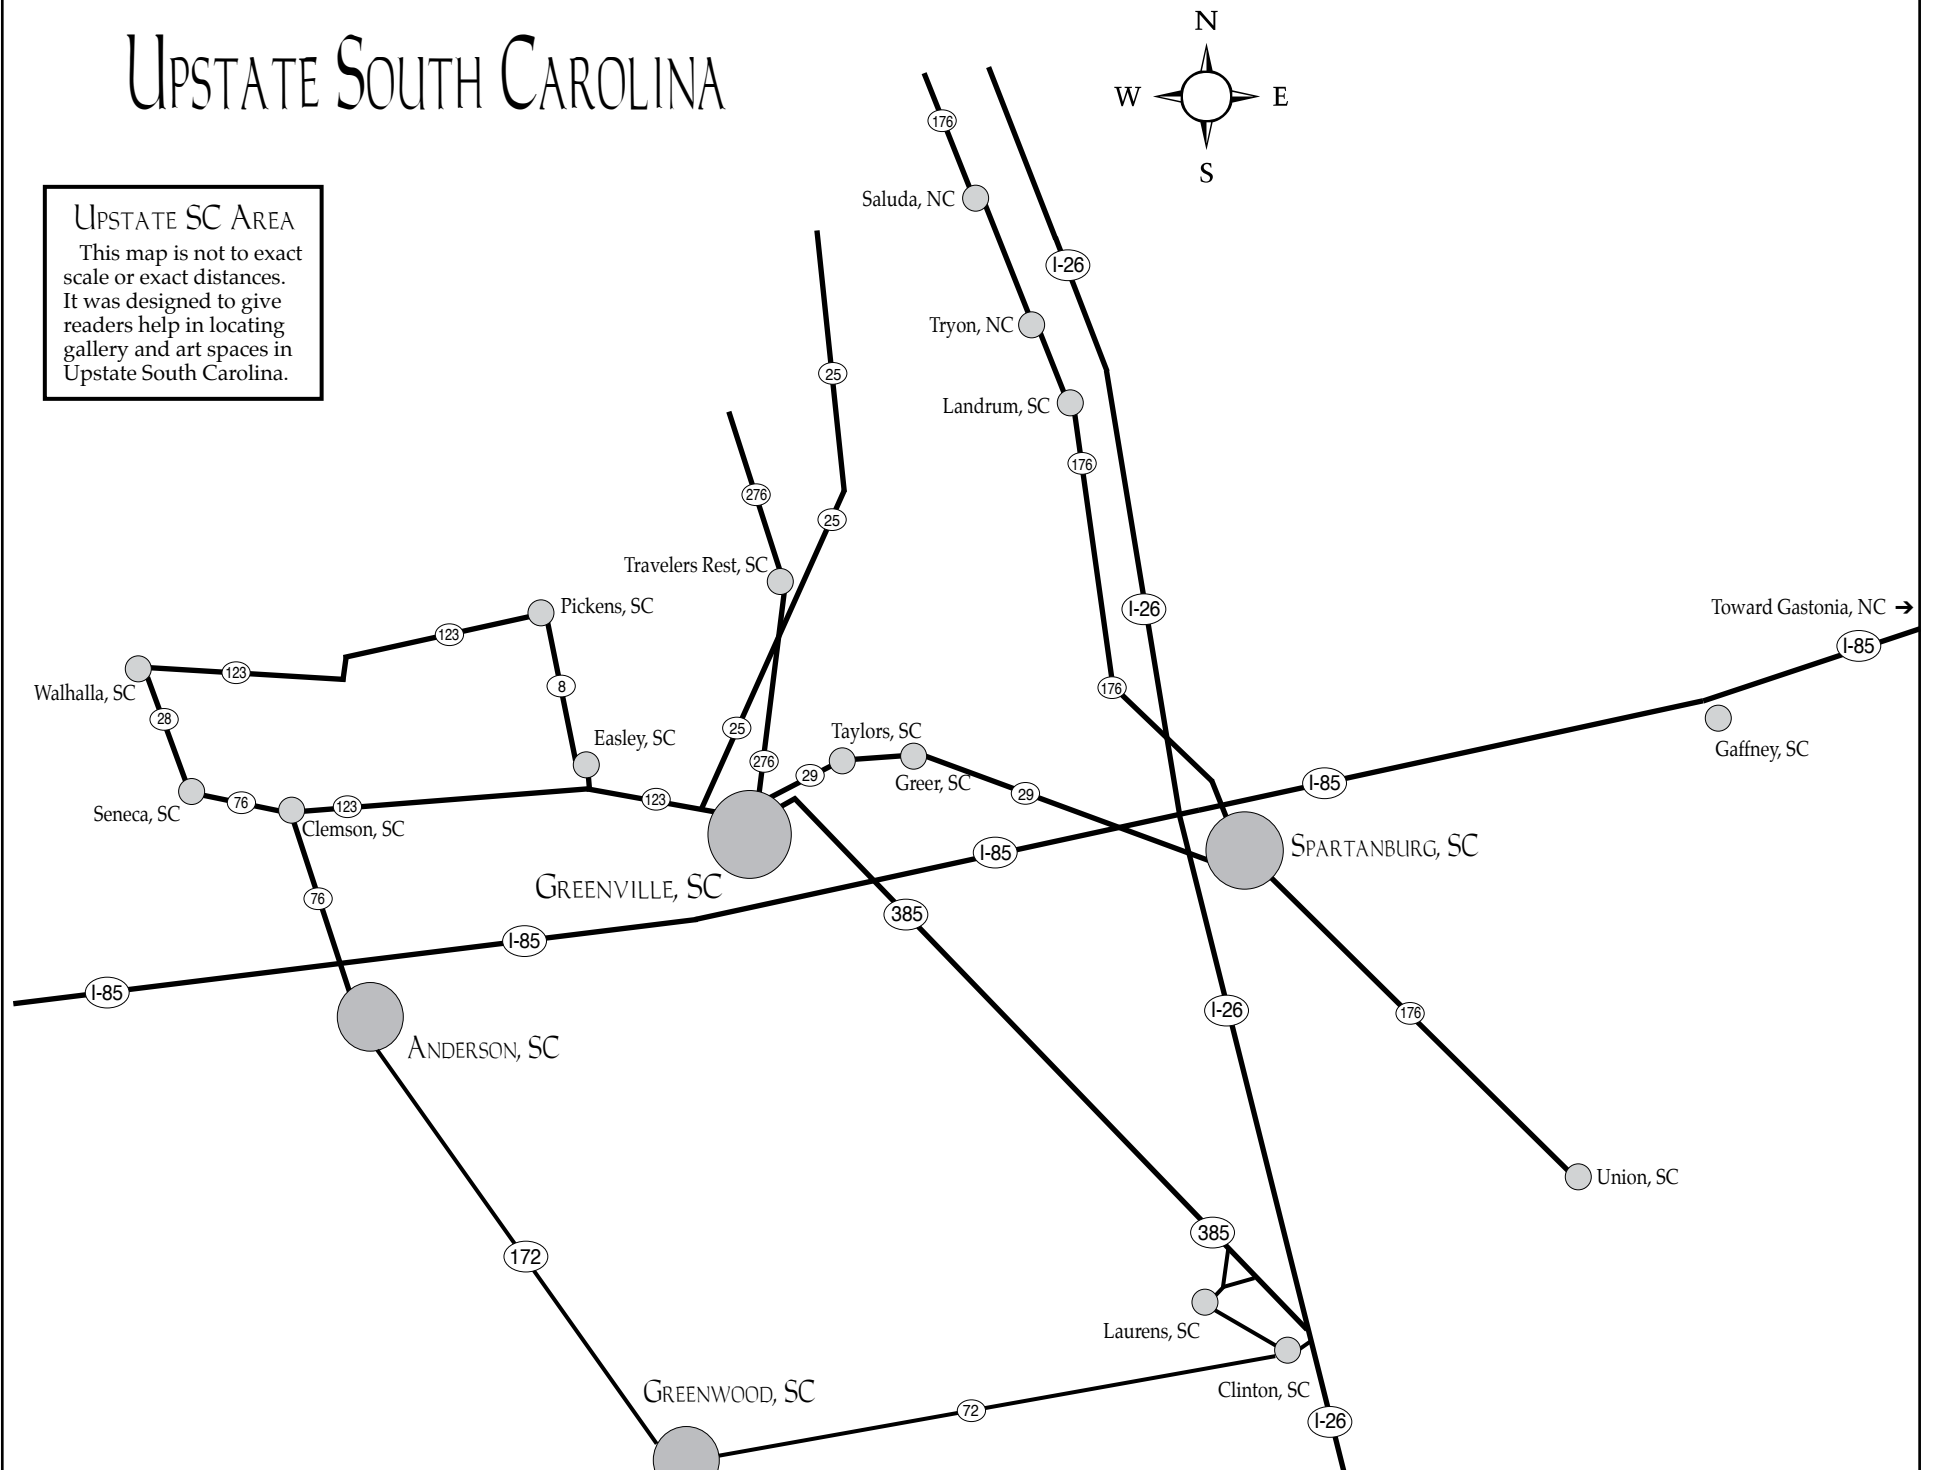 UPSTATE SOUTH CAROLINA
N
W E
S
UPSTATE SC AREA
This map is not to exact
scale or exact distances.
It was designed to give
readers help in locating
gallery and art spaces in
Upstate South Carolina.
176
Saluda, NC
I-26
Tryon, NC
25
Landrum, SC
176
276
25
Travelers Rest, SC
Pickens, SC
I-26
Toward Gastonia, NC ➔
123
I-85
123
Walhalla, SC
8
176
28
25
Taylors, SC
Gaffney, SC
Easley, SC
276
29
Greer, SC
I-85
Seneca, SC
76
123
123
29
Clemson, SC
I-85
SPARTANBURG, SC
GREENVILLE, SC
76
385
I-85
I-85
I-26
176
ANDERSON, SC
Union, SC
385
172
Laurens, SC
GREENWOOD, SC
Clinton, SC
72
I-26